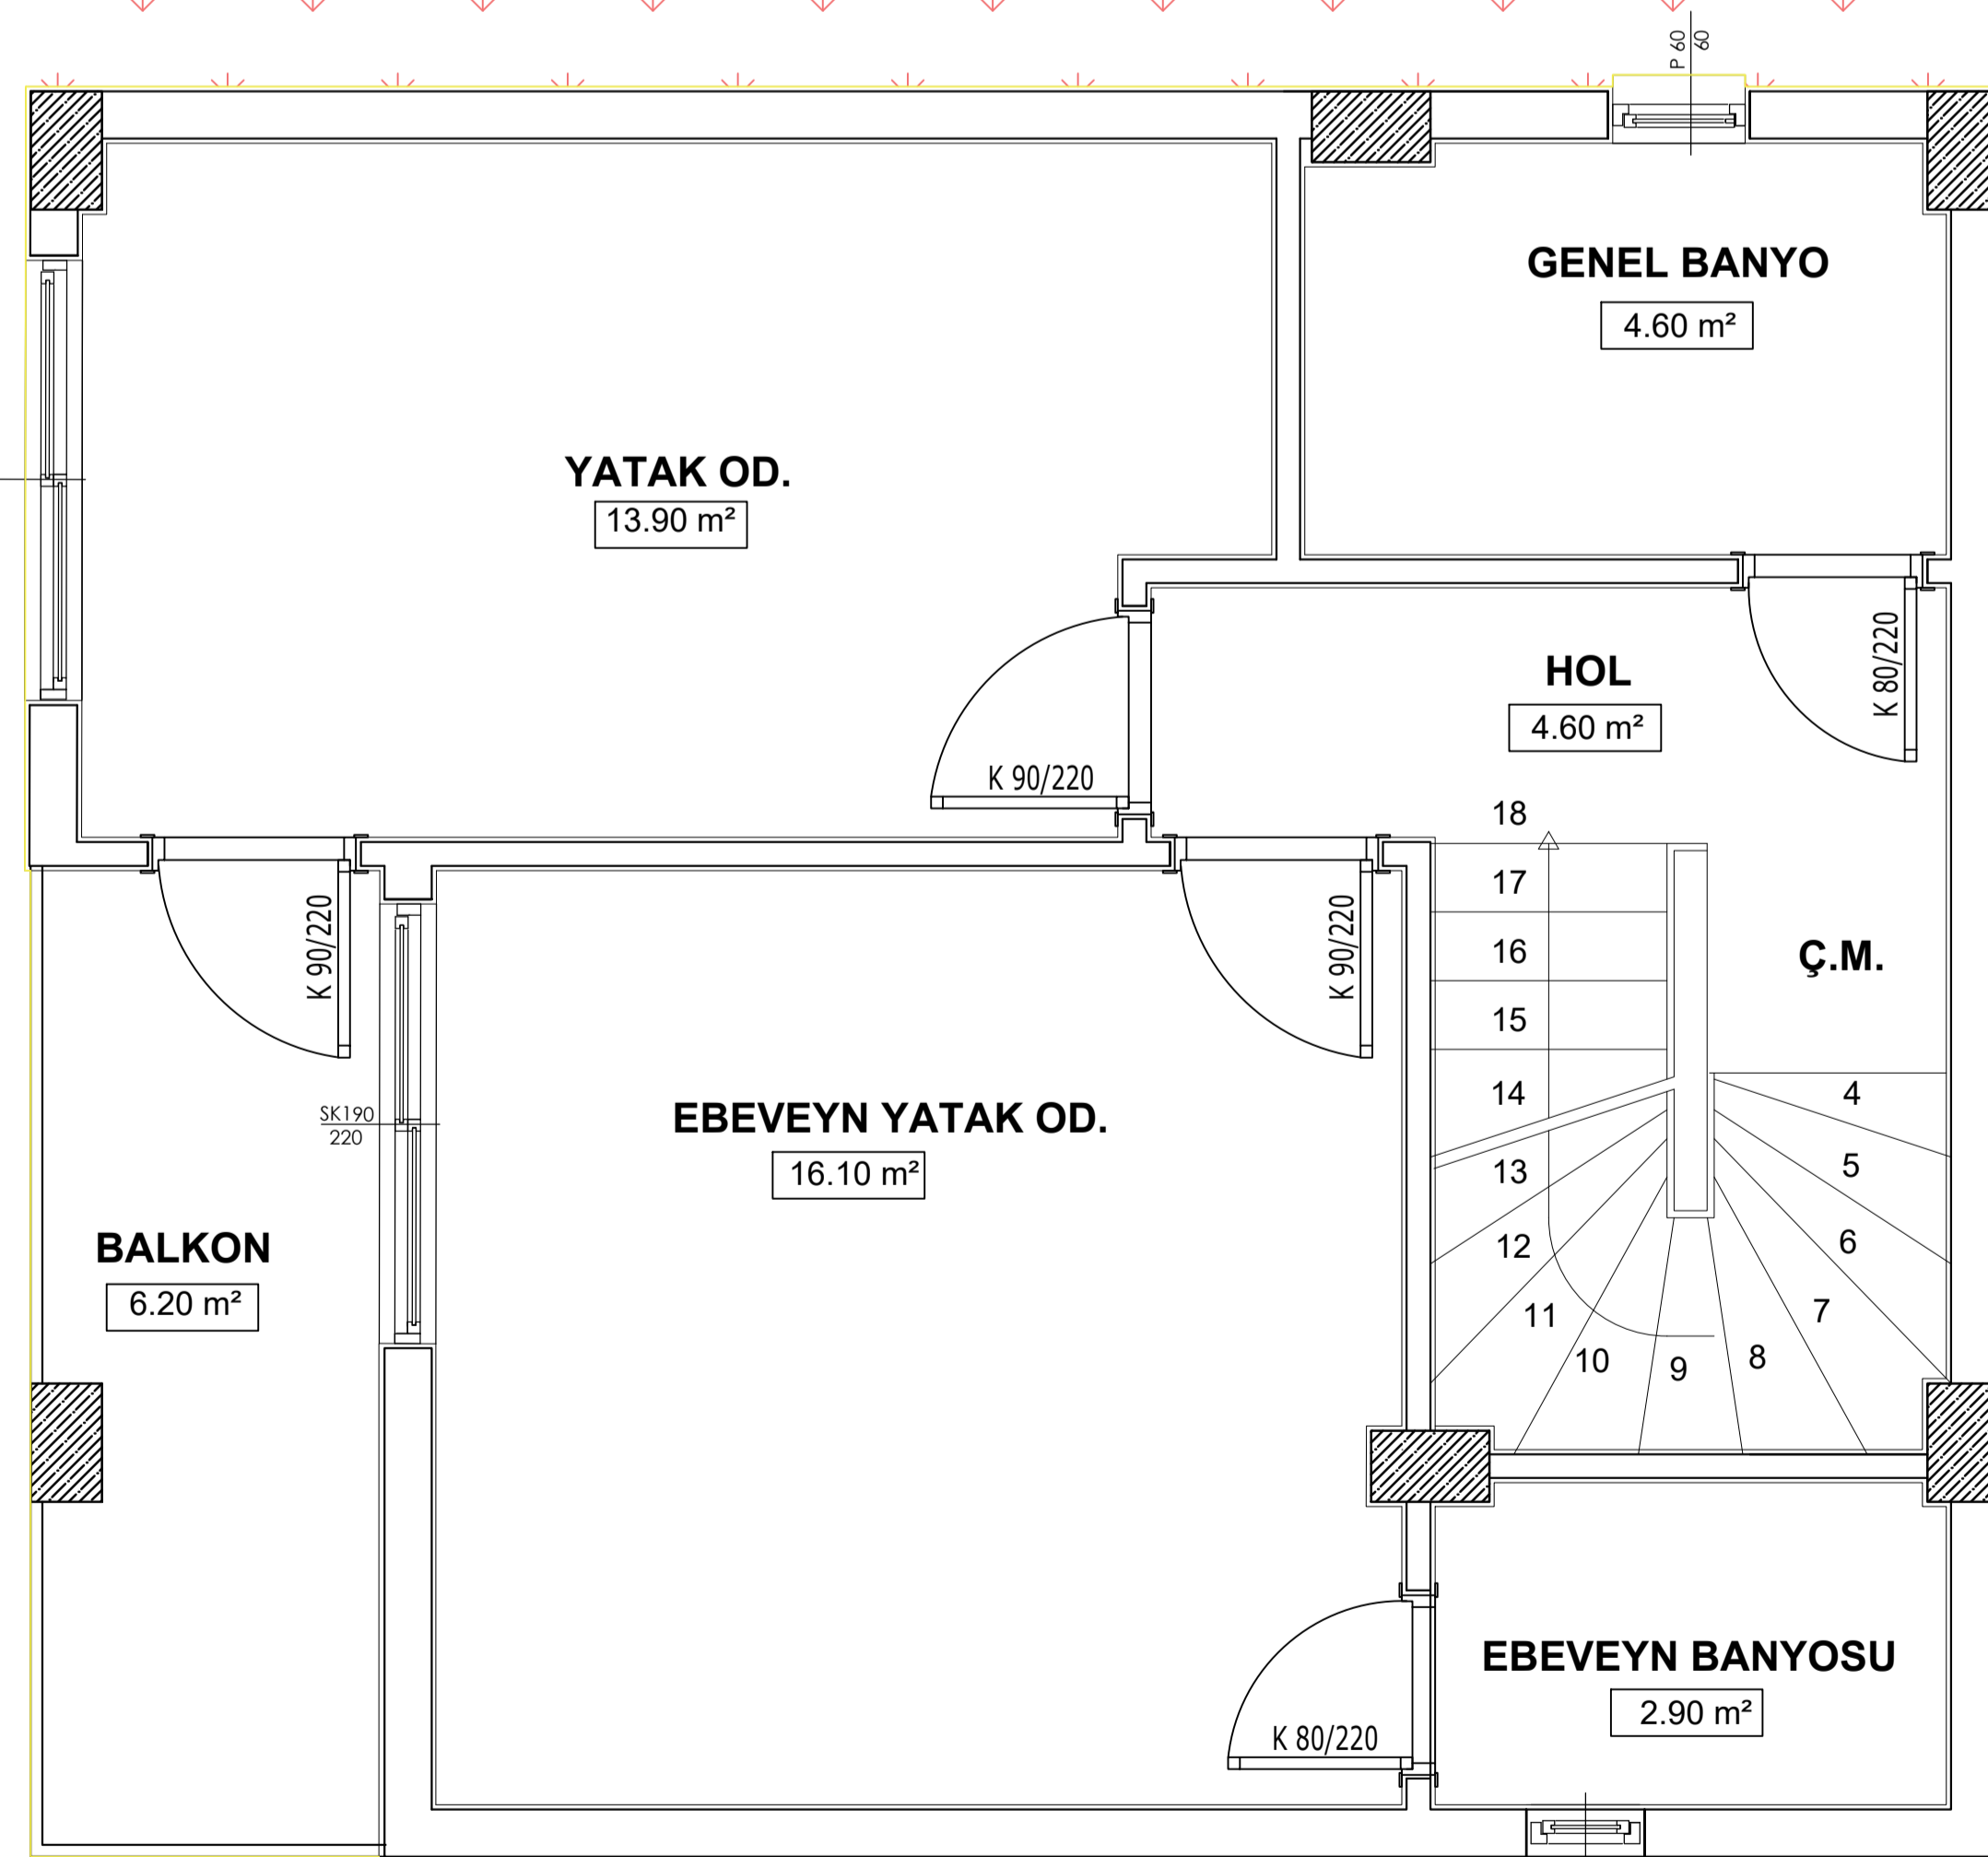 P 60
60
GENEL BANYO
4.60 m²
YATAK OD.
13.90 m²
HOL
4.60 m²
K 80/220
K 90/220
18
17
16
15
14
13
12
11
10
9
8
7
6
5
4
Ç.M.
K 90/220
K 90/220
SK190
220
EBEVEYN YATAK OD.
16.10 m²
BALKON
6.20 m²
EBEVEYN BANYOSU
2.90 m²
K 80/220